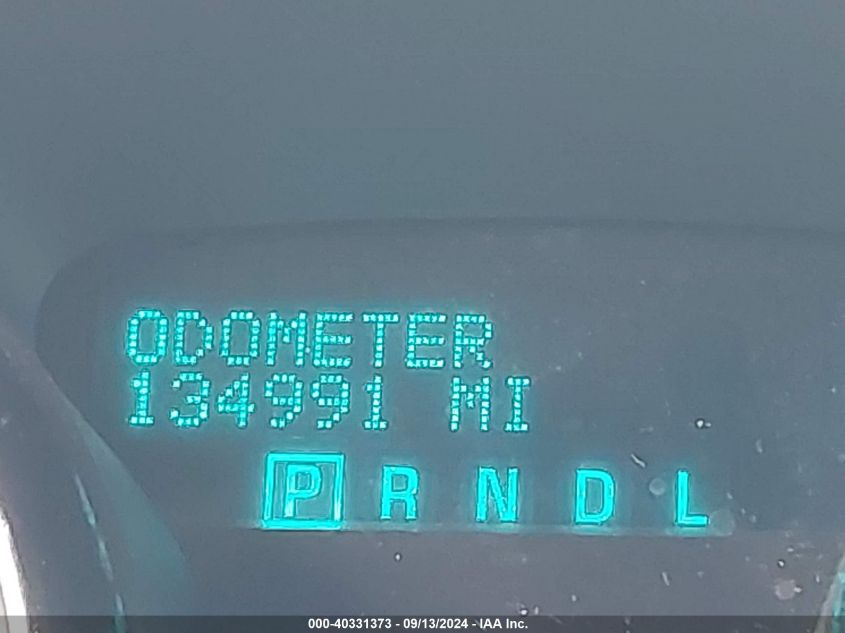 ODOMETER
134991 MI
P R N D L
000-40331373 - 09/13/2024 - IAA Inc.